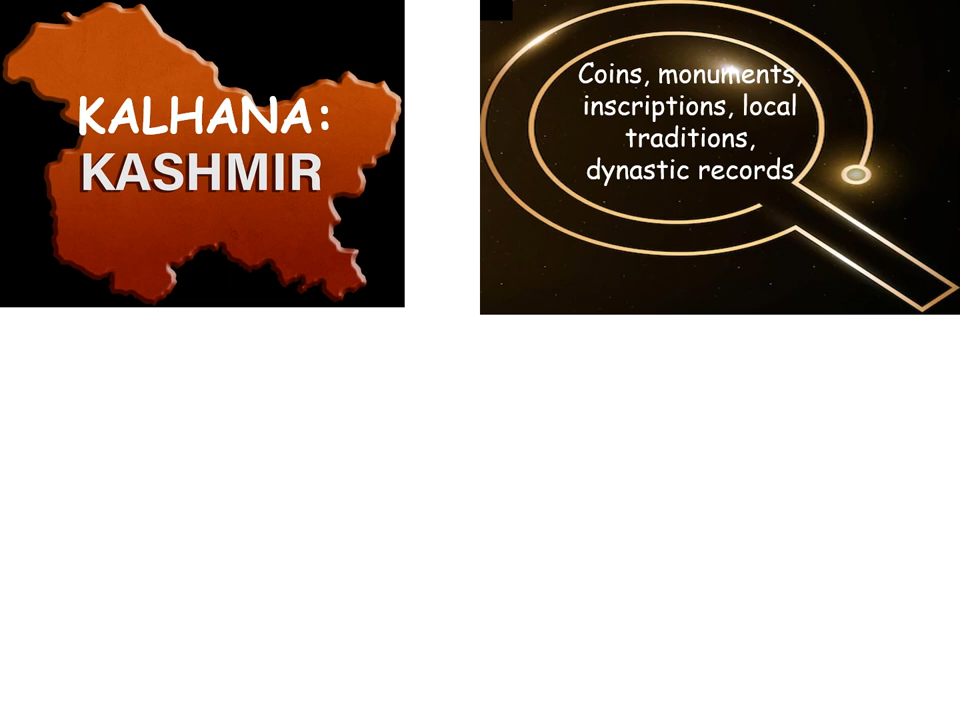 KALHANA:
KASHMIR
Coins, monuments,
inscriptions, local
traditions,
dynastic records